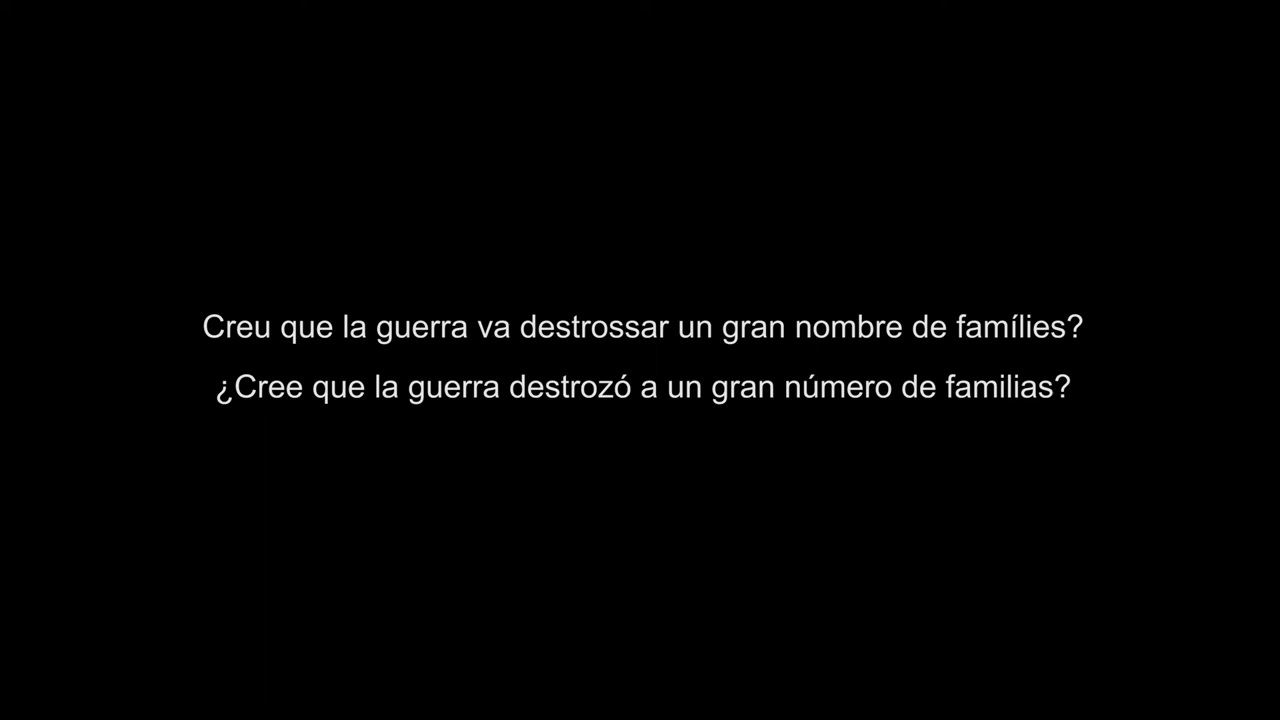 Creu que la guerra va destrossar un gran nombre de famílies?
¿Cree que la guerra destrozó a un gran número de familias?